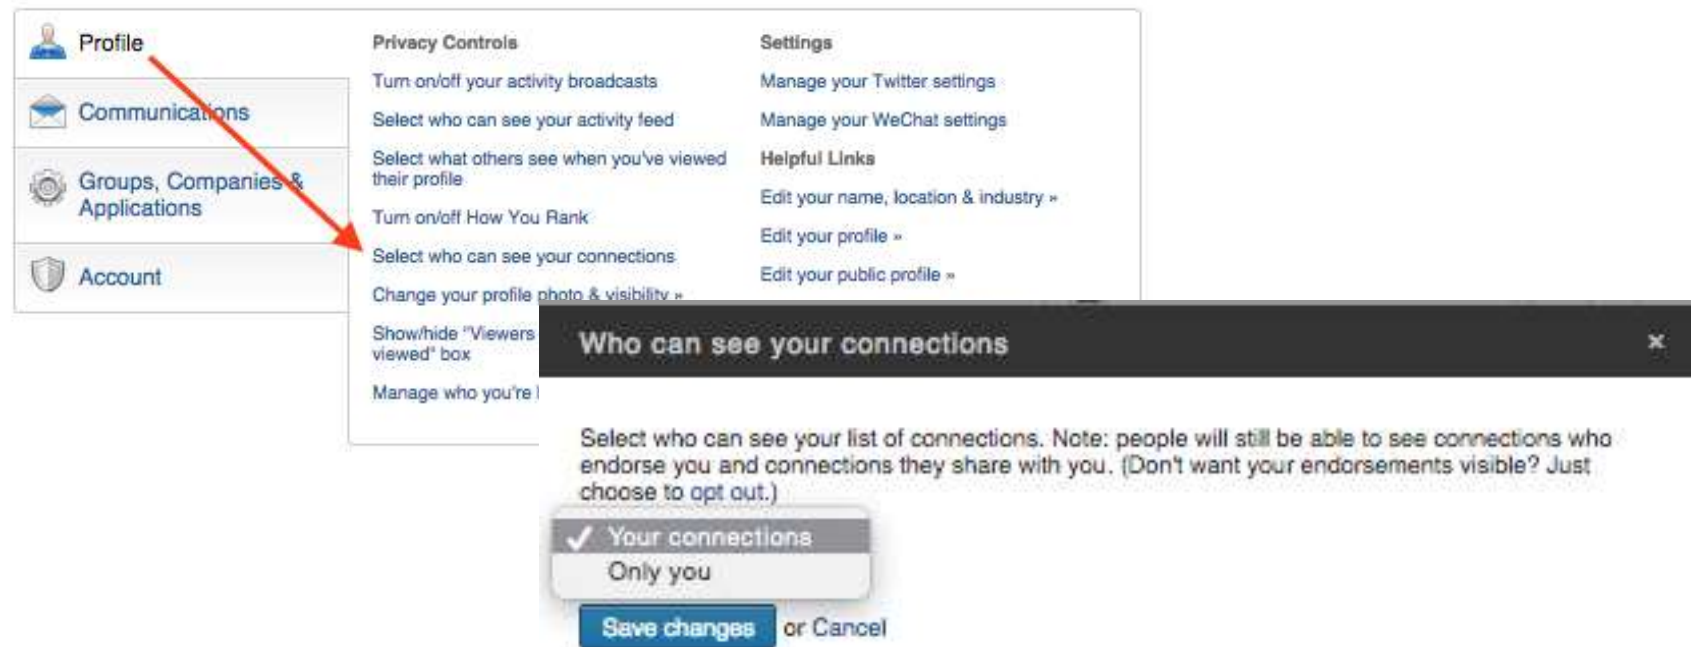 Profile
Communications
Groups, Companies &
Applications
Account
Privacy Controls
Turn on/off your activity broadcasts
Select who can see your activity feed
Select what others see when you've viewed
their profile
Turn on/off How You Rank
Select who can see your connections
Change your profile photo & visibility »
Show/hide "Viewers
viewed" box
Manage who you're
Settings
Manage your Twitter settings
Manage your WeChat settings
Helpful Links
Edit your name, location & industry »
Edit your profile »
Edit your public profile »
Who can see your connections ×
Select who can see your list of connections. Note: people will still be able to see connections who
endorse you and connections they share with you. (Don't want your endorsements visible? Just
choose to opt out.)
✓ Your connections
Only you
Save changes or Cancel